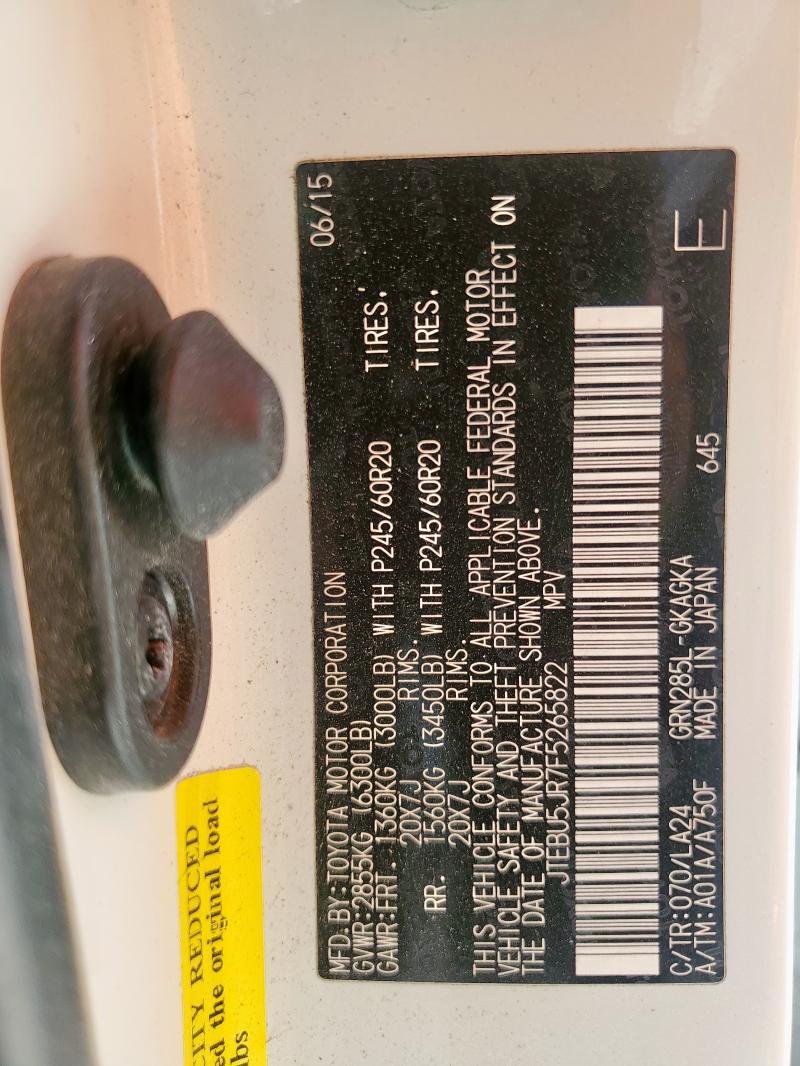 MFD.BY:TOYOTA MOTOR CORPORATION 06/15
GVWR:2855KG (6300LB)
GAWR:FRT. 1360KG (3000LB) WITH P245/60R20 TIRES,
20X7J RIMS.
RR. 1560KG (3450LB) WITH P245/60R20 TIRES,
20X7J RIMS.
THIS VEHICLE CONFORMS TO ALL APPLICABLE FEDERAL MOTOR
VEHICLE SAFETY AND THEFT PREVENTION STANDARDS IN EFFECT ON
THE DATE OF MANUFACTURE SHOWN ABOVE.
JTEBU5JR7F5265822 MPV
C/TR:070/LA24 GRN285L-GKAGKA
A/TM:A01A/A750F MADE IN JAPAN 645 E
CITY REDUCED
ed the original load
lbs